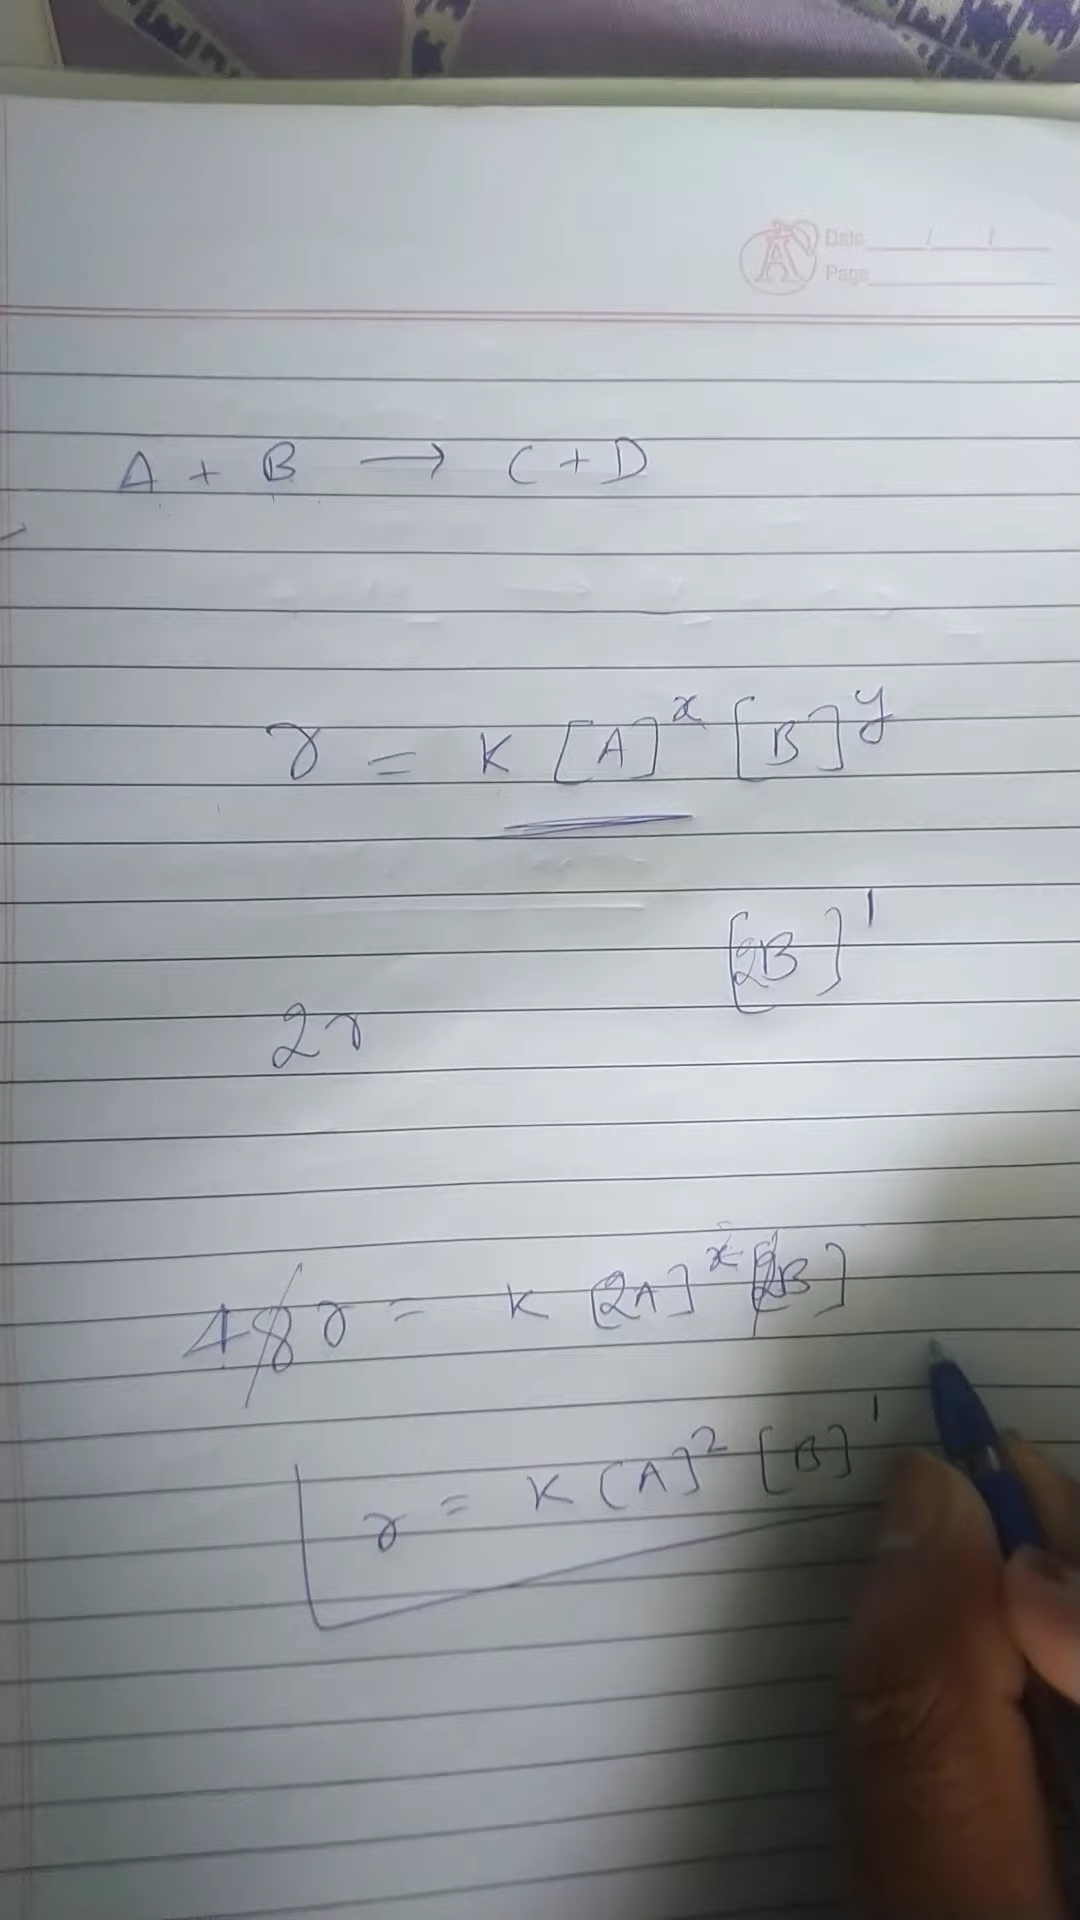 A
Date / /
Page
A + B → C + D
r = K [A]^x [B]^y
[2B]^1
2r
4 8 r = K [2A]^x [2B]
r = K [A]^2 [B]^1